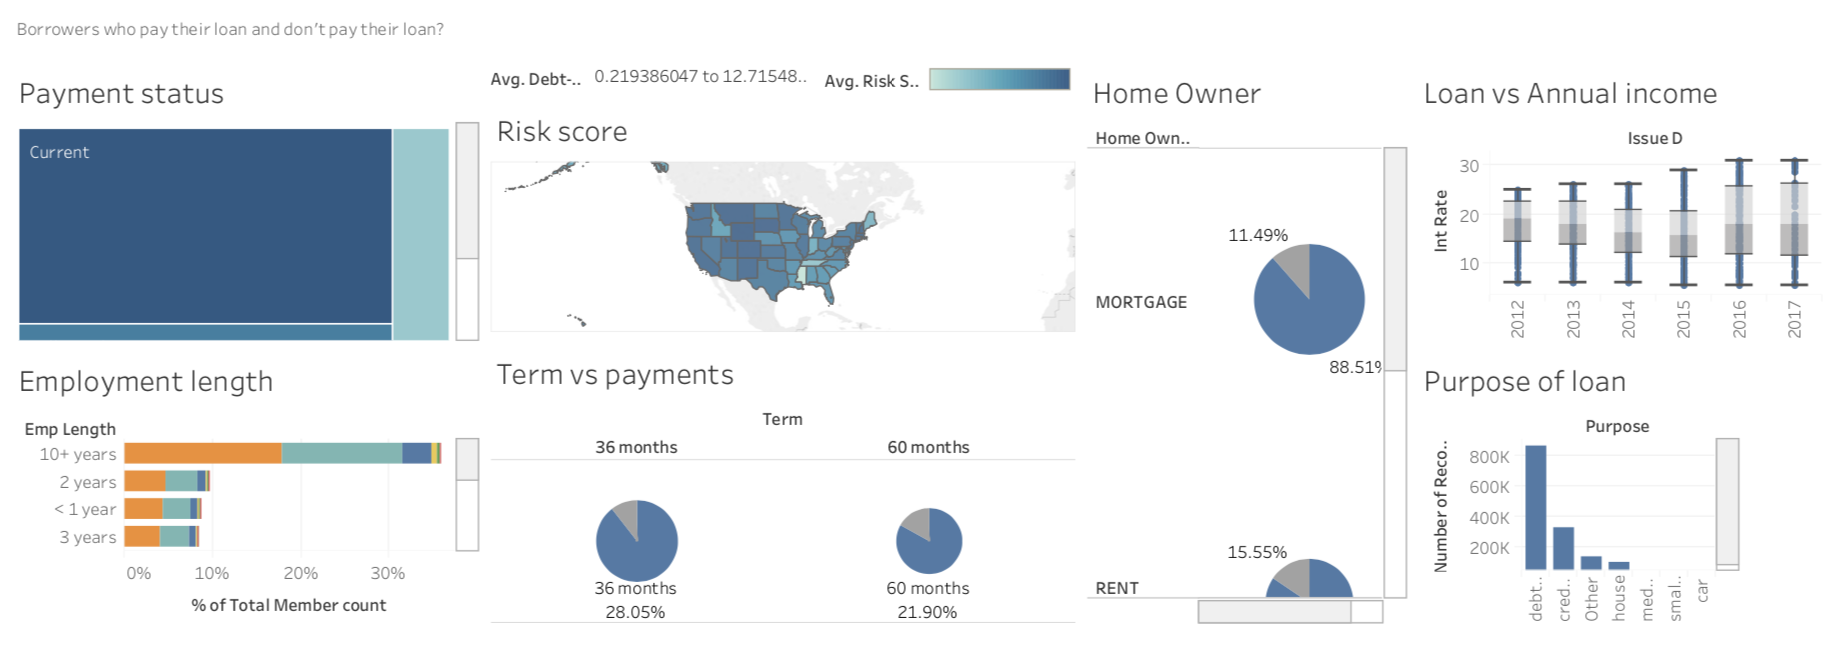 Borrowers who pay their loan and don't pay their loan?
Payment status
Current
Employment length
Emp Length
10+ years
2 years
< 1 year
3 years
0% 10% 20% 30%
% of Total Member count
Avg. Debt-.. 0.219386047 to 12.71548.. Avg. Risk S..
Risk score
Term vs payments
Term
36 months 60 months
36 months 60 months
28.05% 21.90%
Home Owner
Home Own..
11.49%
MORTGAGE
88.51%
15.55%
RENT
Loan vs Annual income
Issue D
Int Rate
30
20
10
2012 2013 2014 2015 2016 2017
Purpose of loan
Purpose
Number of Reco..
800K
600K
400K
200K
debt.. cred.. Other house med.. smal.. car